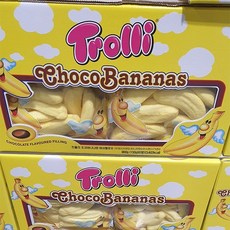 Trolli
ChocoBananas
CHOCOLATE FLAVOURED FILLING
Trolli
ChocoBananas